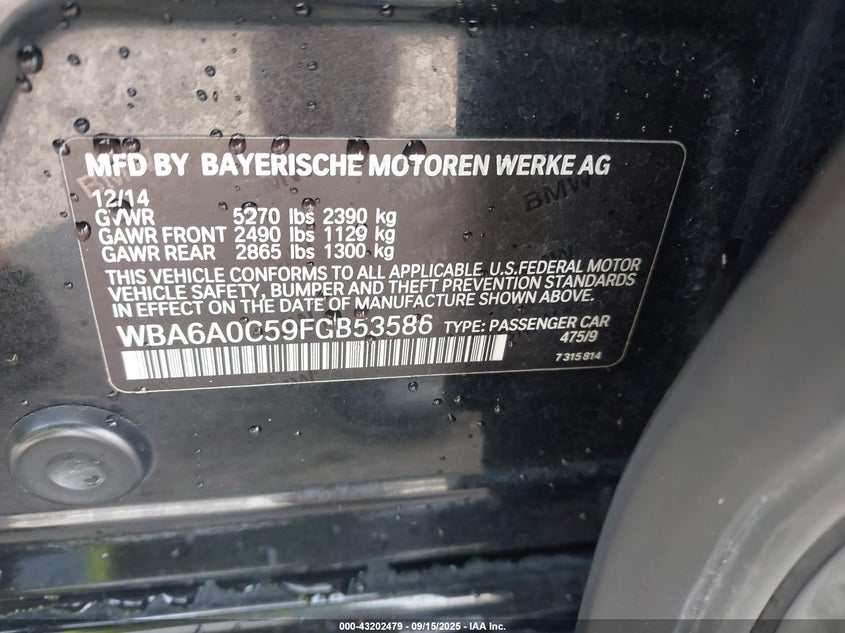 MFD BY BAYERISCHE MOTOREN WERKE AG
12/14
GVWR 5270 lbs 2390 kg
GAWR FRONT 2490 lbs 1129 kg
GAWR REAR 2865 lbs 1300 kg
THIS VEHICLE CONFORMS TO ALL APPLICABLE U.S.FEDERAL MOTOR
VEHICLE SAFETY, BUMPER AND THEFT PREVENTION STANDARDS
IN EFFECT ON THE DATE OF MANUFACTURE SHOWN ABOVE.
WBA6A0C59FGB53586 TYPE: PASSENGER CAR
475/9
7 315 814
BMW
000-43202479 - 09/15/2025 - IAA Inc.